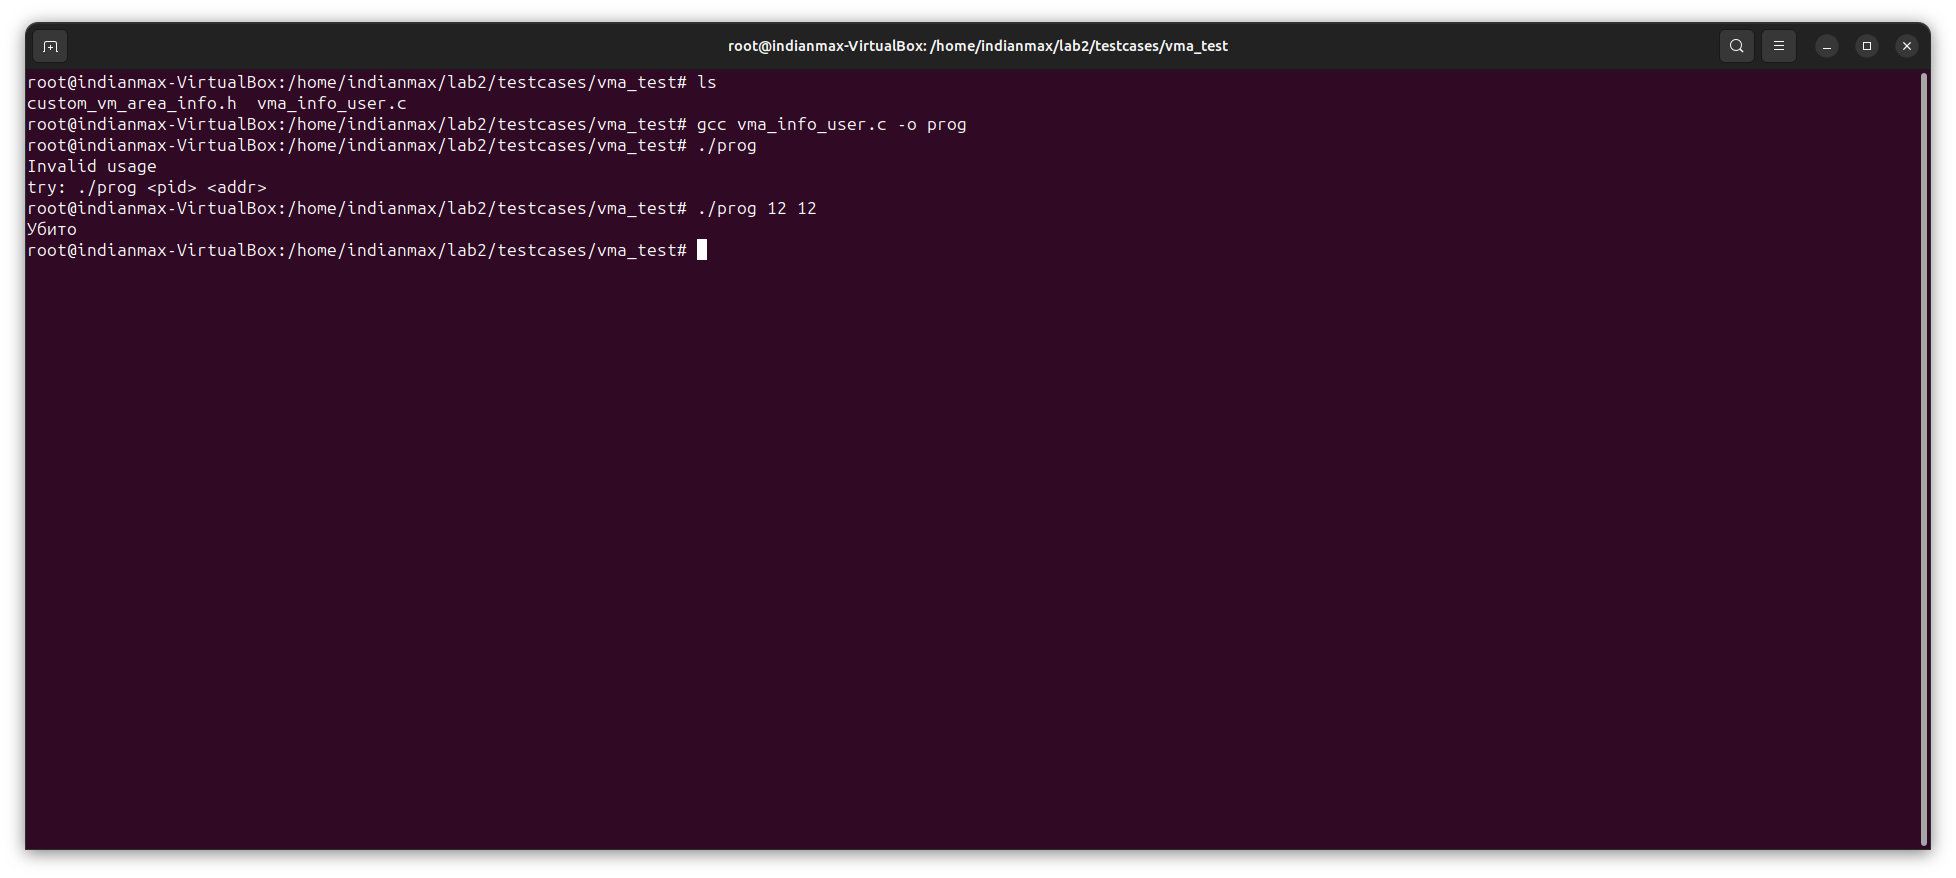 root@indianmax-VirtualBox: /home/indianmax/lab2/testcases/vma_test
root@indianmax-VirtualBox:/home/indianmax/lab2/testcases/vma_test# ls
custom_vm_area_info.h  vma_info_user.c
root@indianmax-VirtualBox:/home/indianmax/lab2/testcases/vma_test# gcc vma_info_user.c -o prog
root@indianmax-VirtualBox:/home/indianmax/lab2/testcases/vma_test# ./prog
Invalid usage
try: ./prog <pid> <addr>
root@indianmax-VirtualBox:/home/indianmax/lab2/testcases/vma_test# ./prog 12 12
Убито
root@indianmax-VirtualBox:/home/indianmax/lab2/testcases/vma_test#